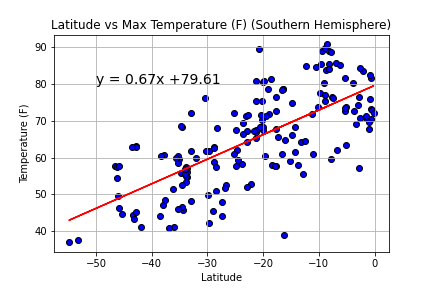 Latitude vs Max Temperature (F) (Southern Hemisphere)
90
y = 0.67x +79.61
80
70
60
50
40
Temperature (F)
−50 −40 −30 −20 −10 0
Latitude